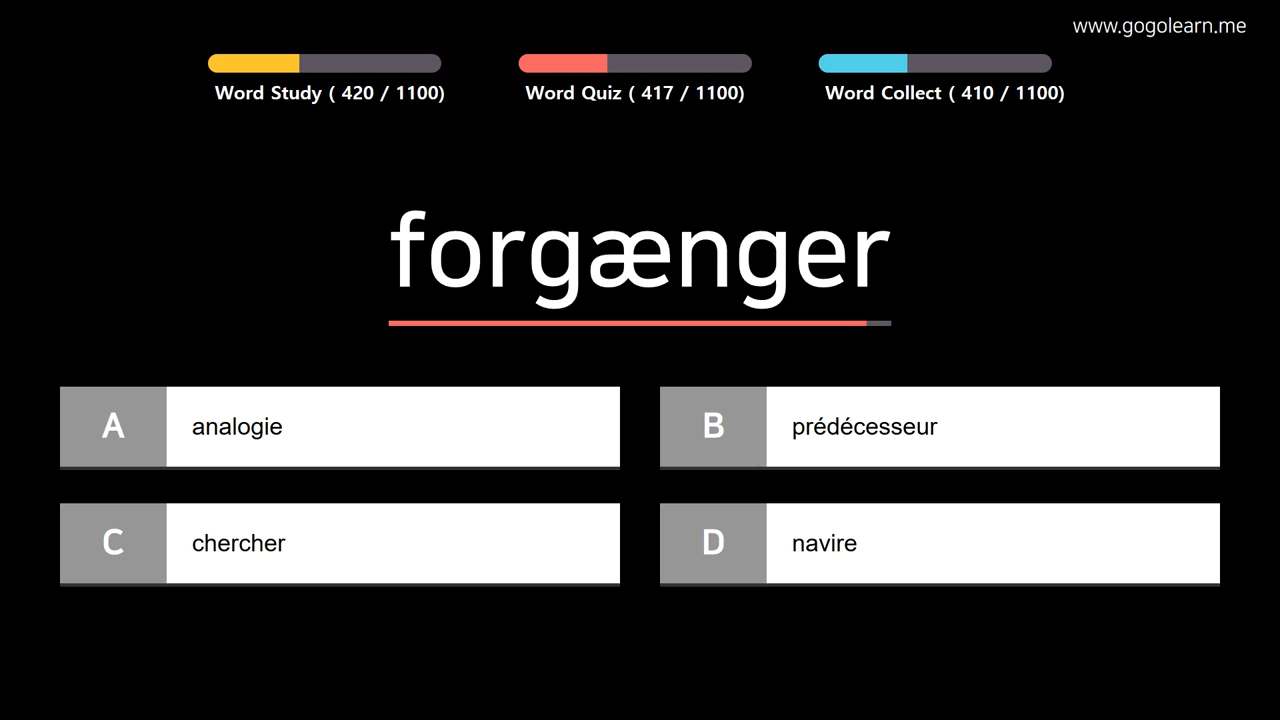 www.gogolearn.me
Word Study ( 420 / 1100)
Word Quiz ( 417 / 1100)
Word Collect ( 410 / 1100)
forgænger
A
analogie
B
prédécesseur
C
chercher
D
navire